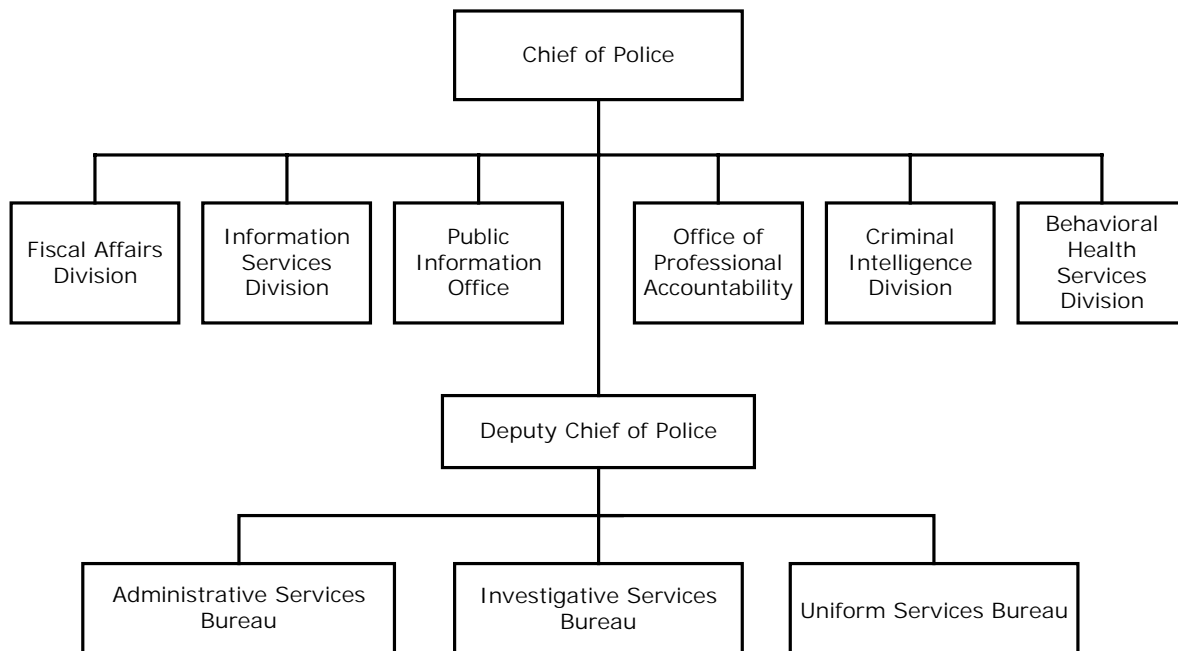 Chief of Police
Fiscal Affairs
Division
Information
Services
Division
Public
Information
Office
Office of
Professional
Accountability
Criminal
Intelligence
Division
Behavioral
Health
Services
Division
Deputy Chief of Police
Administrative Services
Bureau
Investigative Services
Bureau
Uniform Services Bureau